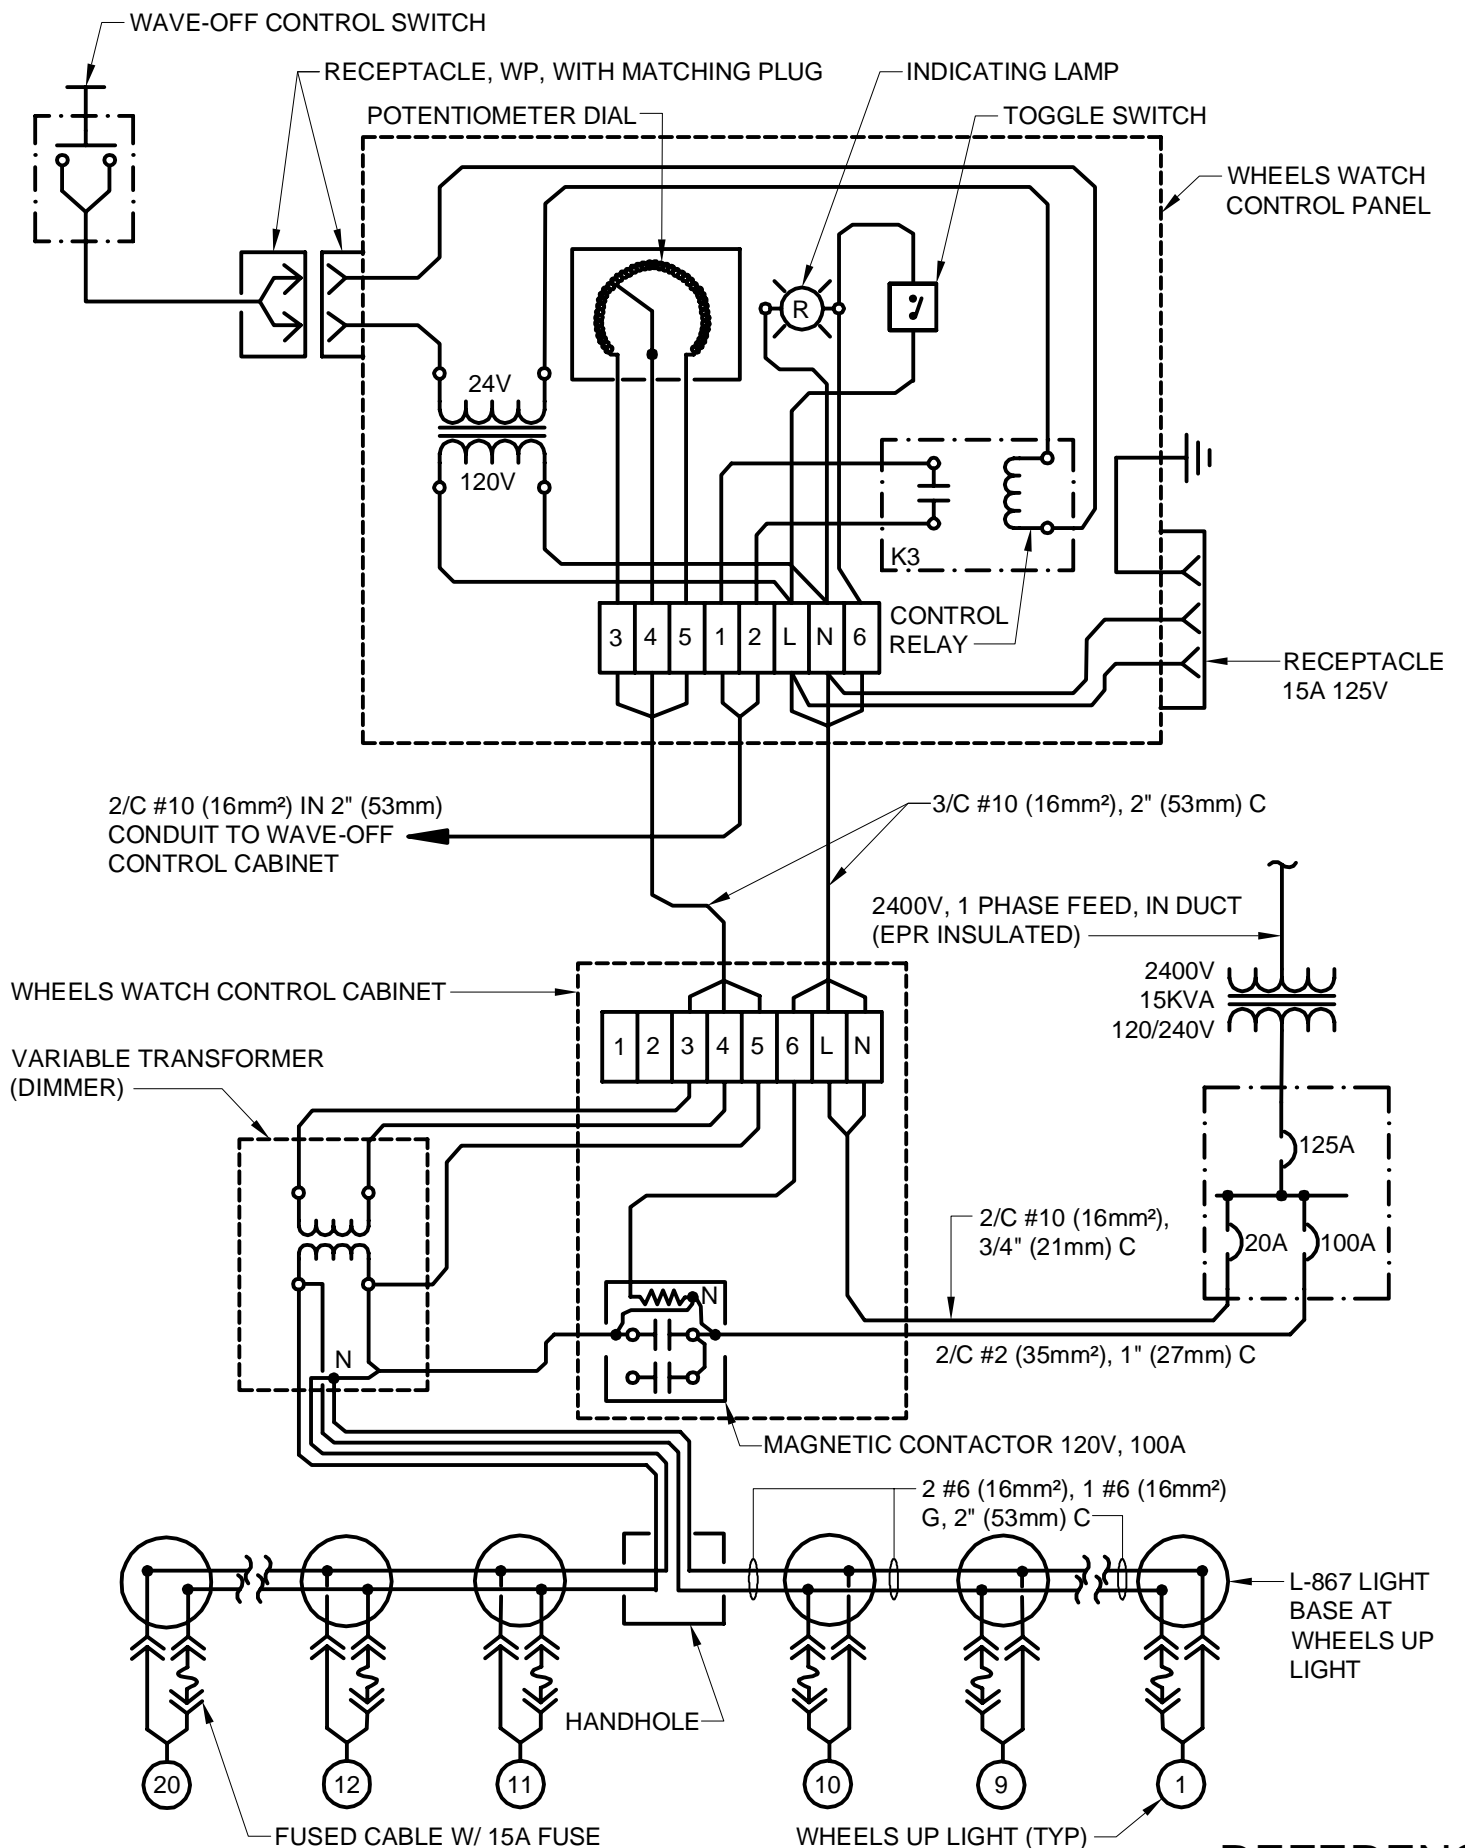 WAVE-OFF CONTROL SWITCH
RECEPTACLE, WP, WITH MATCHING PLUG
INDICATING LAMP
POTENTIOMETER DIAL
TOGGLE SWITCH
WHEELS WATCH
CONTROL PANEL
R
24V
120V
K3
3 4 5 1 2 L N 6
CONTROL
RELAY
RECEPTACLE
15A 125V
2/C #10 (16mm²) IN 2" (53mm)
CONDUIT TO WAVE-OFF
CONTROL CABINET
3/C #10 (16mm²), 2" (53mm) C
2400V, 1 PHASE FEED, IN DUCT
(EPR INSULATED)
2400V
15KVA
120/240V
WHEELS WATCH CONTROL CABINET
1 2 3 4 5 6 L N
VARIABLE TRANSFORMER
(DIMMER)
125A
20A
100A
2/C #10 (16mm²),
3/4" (21mm) C
N
N
2/C #2 (35mm²), 1" (27mm) C
MAGNETIC CONTACTOR 120V, 100A
2 #6 (16mm²), 1 #6 (16mm²)
G, 2" (53mm) C
L-867 LIGHT
BASE AT
WHEELS UP
LIGHT
HANDHOLE
20 12 11 10 9 1
FUSED CABLE W/ 15A FUSE
WHEELS UP LIGHT (TYP)